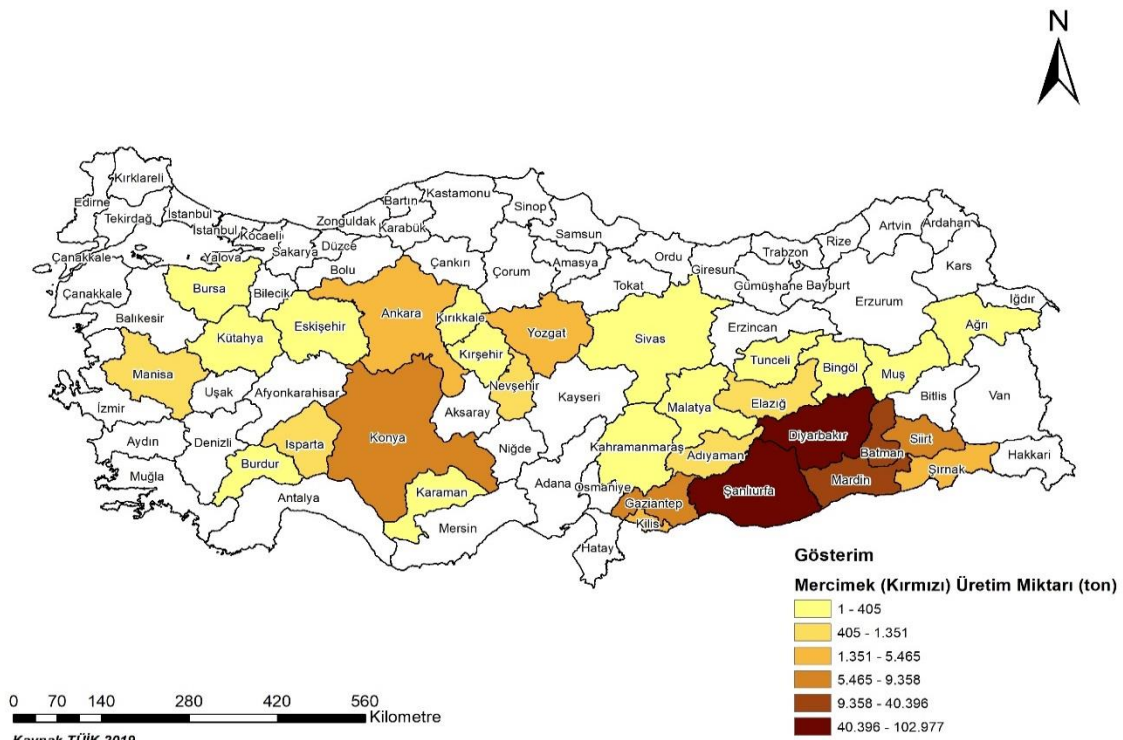 N
Kırklareli
Edirne
Tekirdağ
İstanbul
İstanbul
Kocaeli
Yalova
Sakarya
Düzce
Zonguldak
Bartın
Karabük
Kastamonu
Sinop
Samsun
Ordu
Giresun
Trabzon
Rize
Artvin
Ardahan
Kars
Iğdır
Çanakkale
Çanakkale
Balıkesir
Bursa
Bilecik
Bolu
Çankırı
Çorum
Amasya
Tokat
Gümüşhane
Bayburt
Erzurum
Ağrı
Kütahya
Eskişehir
Ankara
Kırıkkale
Yozgat
Sivas
Erzincan
Tunceli
Bingöl
Muş
Manisa
Uşak
Afyonkarahisar
Kırşehir
Nevşehir
Kayseri
Malatya
Elazığ
Bitlis
Van
İzmir
Aydın
Denizli
Isparta
Konya
Aksaray
Niğde
Kahramanmaraş
Adıyaman
Diyarbakır
Batman
Siirt
Şırnak
Hakkari
Muğla
Burdur
Antalya
Karaman
Mersin
Adana
Osmaniye
Gaziantep
Kilis
Şanlıurfa
Mardin
Hatay
Gösterim
Mercimek (Kırmızı) Üretim Miktarı (ton)
1 - 405
405 - 1.351
1.351 - 5.465
5.465 - 9.358
9.358 - 40.396
40.396 - 102.977
0 70 140 280 420 560
Kilometre
Kaynak TÜİK 2019